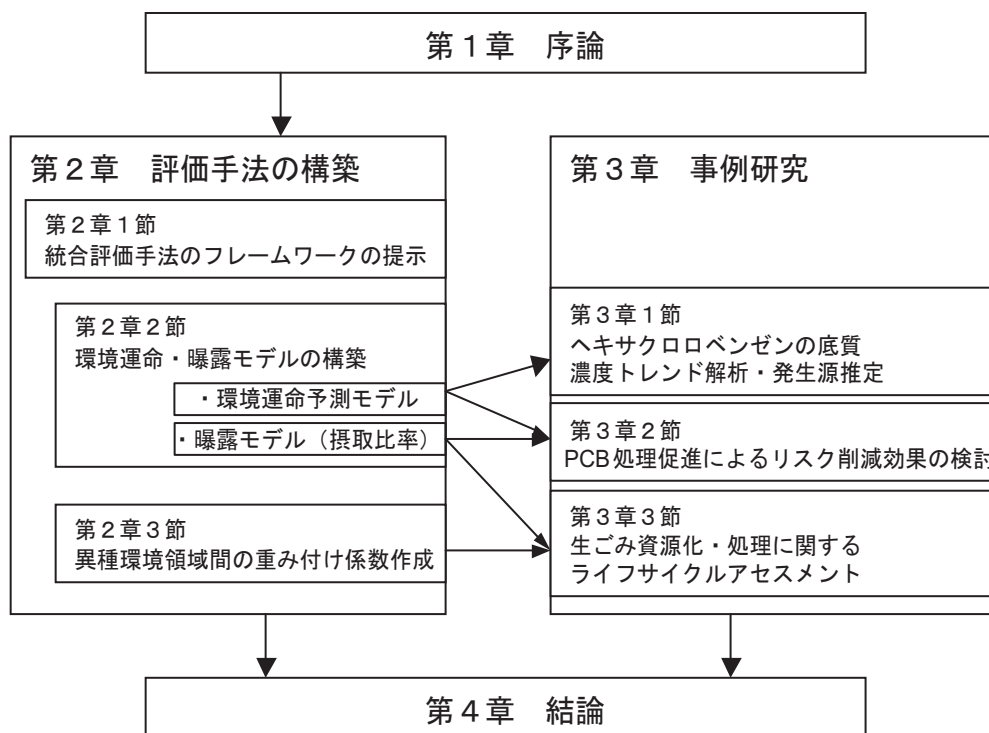 第１章　序論
第２章　評価手法の構築
第２章１節
統合評価手法のフレームワークの提示
第２章２節
環境運命・曝露モデルの構築
・環境運命予測モデル
・曝露モデル（摂取比率）
第２章３節
異種環境領域間の重み付け係数作成
第３章　事例研究
第３章１節
ヘキサクロロベンゼンの底質
濃度トレンド解析・発生源推定
第３章２節
PCB処理促進によるリスク削減効果の検討
第３章３節
生ごみ資源化・処理に関する
ライフサイクルアセスメント
第４章　結論